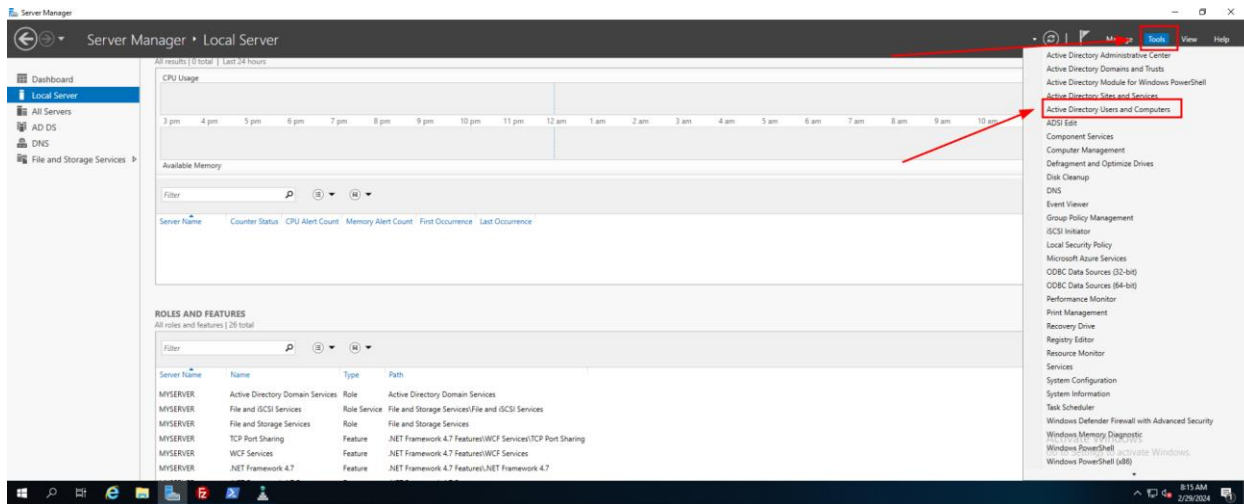 Server Manager
Server Manager • Local Server
Tools View Help
Dashboard
Local Server
All Servers
AD DS
DNS
File and Storage Services
All results | 0 total | Last 24 hours
CPU Usage
3 pm 4 pm 5 pm 6 pm 7 pm 8 pm 9 pm 10 pm 11 pm 12 am 1 am 2 am 3 am 4 am 5 am 6 am 7 am 8 am 9 am 10 am
Available Memory
Filter
Server Name Counter Status CPU Alert Count Memory Alert Count First Occurrence Last Occurrence
ROLES AND FEATURES
All roles and features | 26 total
Filter
Server Name Name Type Path
MYSERVER Active Directory Domain Services Role Active Directory Domain Services
MYSERVER File and iSCSI Services Role Service File and Storage Services\File and iSCSI Services
MYSERVER File and Storage Services Role File and Storage Services
MYSERVER TCP Port Sharing Feature .NET Framework 4.7 Features\WCF Services\TCP Port Sharing
MYSERVER WCF Services Feature .NET Framework 4.7 Features\WCF Services
MYSERVER .NET Framework 4.7 Feature .NET Framework 4.7 Features\.NET Framework 4.7
Active Directory Administrative Center
Active Directory Domains and Trusts
Active Directory Module for Windows PowerShell
Active Directory Sites and Services
Active Directory Users and Computers
ADSI Edit
Component Services
Computer Management
Defragment and Optimize Drives
Disk Cleanup
DNS
Event Viewer
Group Policy Management
iSCSI Initiator
Local Security Policy
Microsoft Azure Services
ODBC Data Sources (32-bit)
ODBC Data Sources (64-bit)
Performance Monitor
Print Management
Recovery Drive
Registry Editor
Resource Monitor
Services
System Configuration
System Information
Task Scheduler
Windows Defender Firewall with Advanced Security
Windows Memory Diagnostic
Windows PowerShell
Windows PowerShell (x86)
Activate Windows
Go to Settings to activate Windows.
8:15 AM
2/29/2024